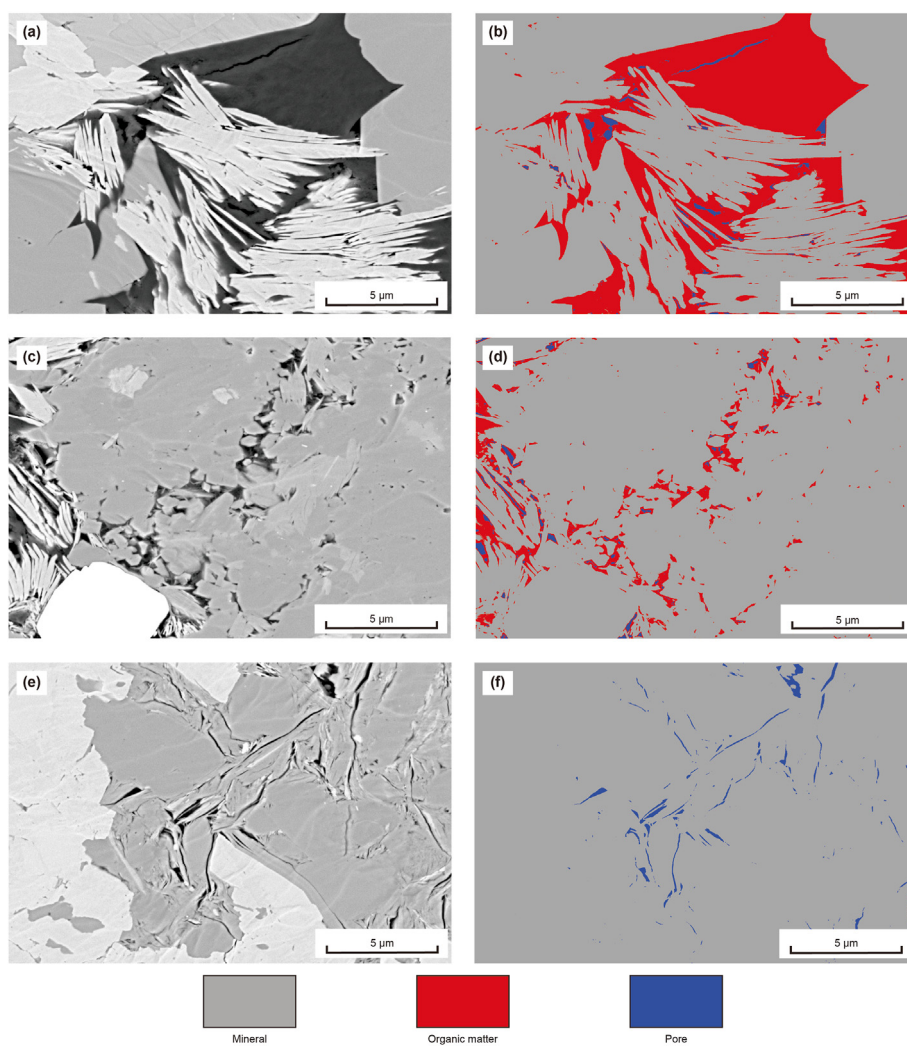 (a)
(b)
5 μm
5 μm
(c)
(d)
5 μm
5 μm
(e)
(f)
5 μm
5 μm
Mineral
Organic matter
Pore